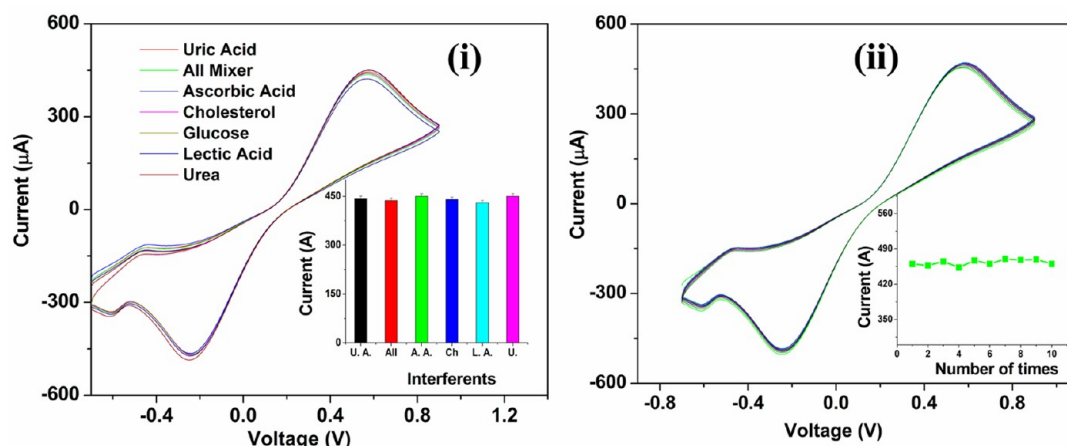 600
300
0
-300
-600
Current (µA)
Uric Acid
All Mixer
Ascorbic Acid
Cholesterol
Glucose
Lectic Acid
Urea
(i)
450
300
150
0
Current (A)
U. A. All A. A. Ch L. A. U.
Interferents
-0.4 0.0 0.4 0.8 1.2
Voltage (V)
600
300
0
-300
-600
Current (µA)
(ii)
560
490
420
350
Current (A)
0 2 4 6 8 10
Number of times
-0.8 -0.4 0.0 0.4 0.8
Voltage (V)